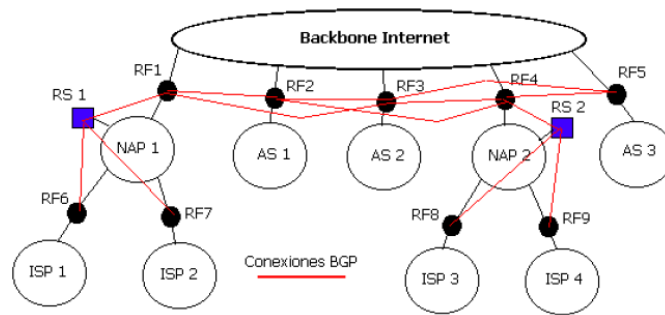 Backbone Internet
RF1
RF2
RF3
RF4
RF5
RS 1
RS 2
NAP 1
AS 1
AS 2
NAP 2
AS 3
RF6
RF7
RF8
RF9
Conexiones BGP
ISP 1
ISP 2
ISP 3
ISP 4